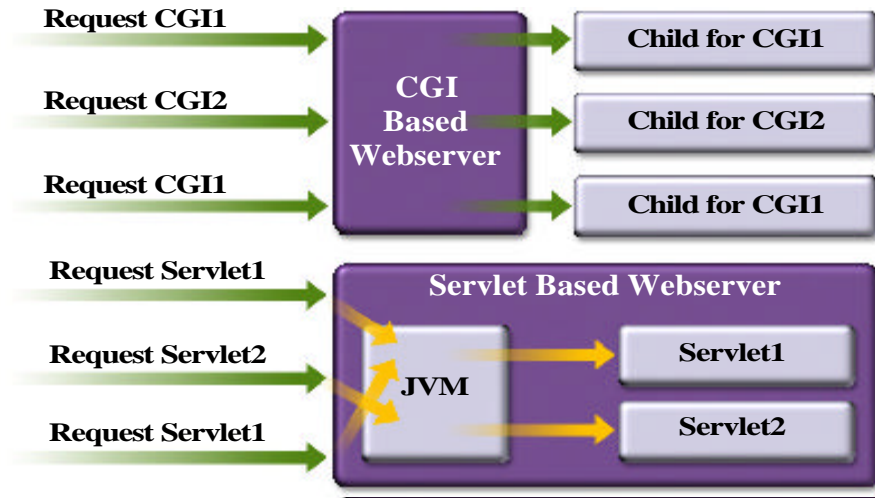 Request CGI1
Child for CGI1
CGI
Based
Webserver
Request CGI2
Child for CGI2
Request CGI1
Child for CGI1
Request Servlet1
Servlet Based Webserver
Request Servlet2
JVM
Servlet1
Request Servlet1
Servlet2